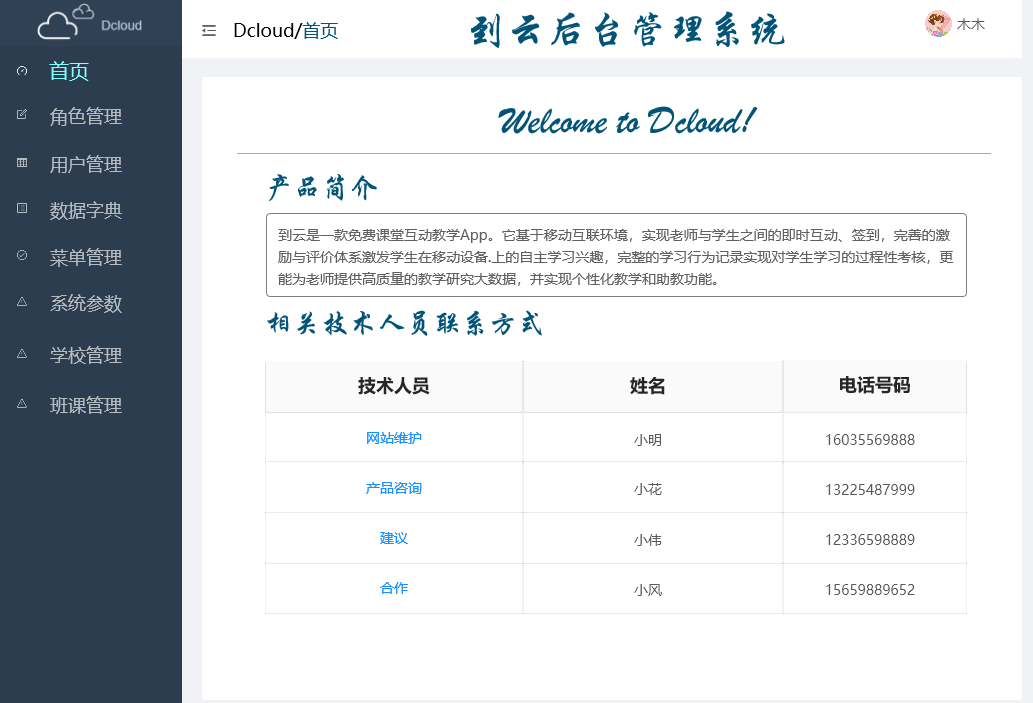 Dcloud
Dcloud/首页
到云后台管理系统
木木
首页
角色管理
用户管理
数据字典
菜单管理
系统参数
学校管理
班课管理
Welcome to Dcloud!
产品简介
到云是一款免费课堂互动教学App。它基于移动互联环境，实现老师与学生之间的即时互动、签到，完善的激
励与评价体系激发学生在移动设备.上的自主学习兴趣，完整的学习行为记录实现对学生学习的过程性考核，更
能为老师提供高质量的教学研究大数据，并实现个性化教学和助教功能。
相关技术人员联系方式
技术人员 姓名 电话号码
网站维护 小明 16035569888
产品咨询 小花 13225487999
建议 小伟 12336598889
合作 小风 15659889652